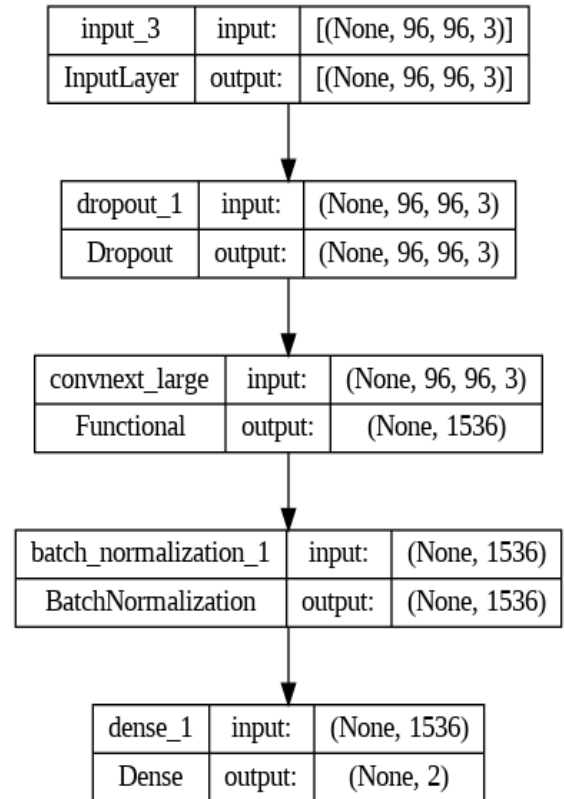 input_3 input: [(None, 96, 96, 3)]
InputLayer output: [(None, 96, 96, 3)]
dropout_1 input: (None, 96, 96, 3)
Dropout output: (None, 96, 96, 3)
convnext_large input: (None, 96, 96, 3)
Functional output: (None, 1536)
batch_normalization_1 input: (None, 1536)
BatchNormalization output: (None, 1536)
dense_1 input: (None, 1536)
Dense output: (None, 2)